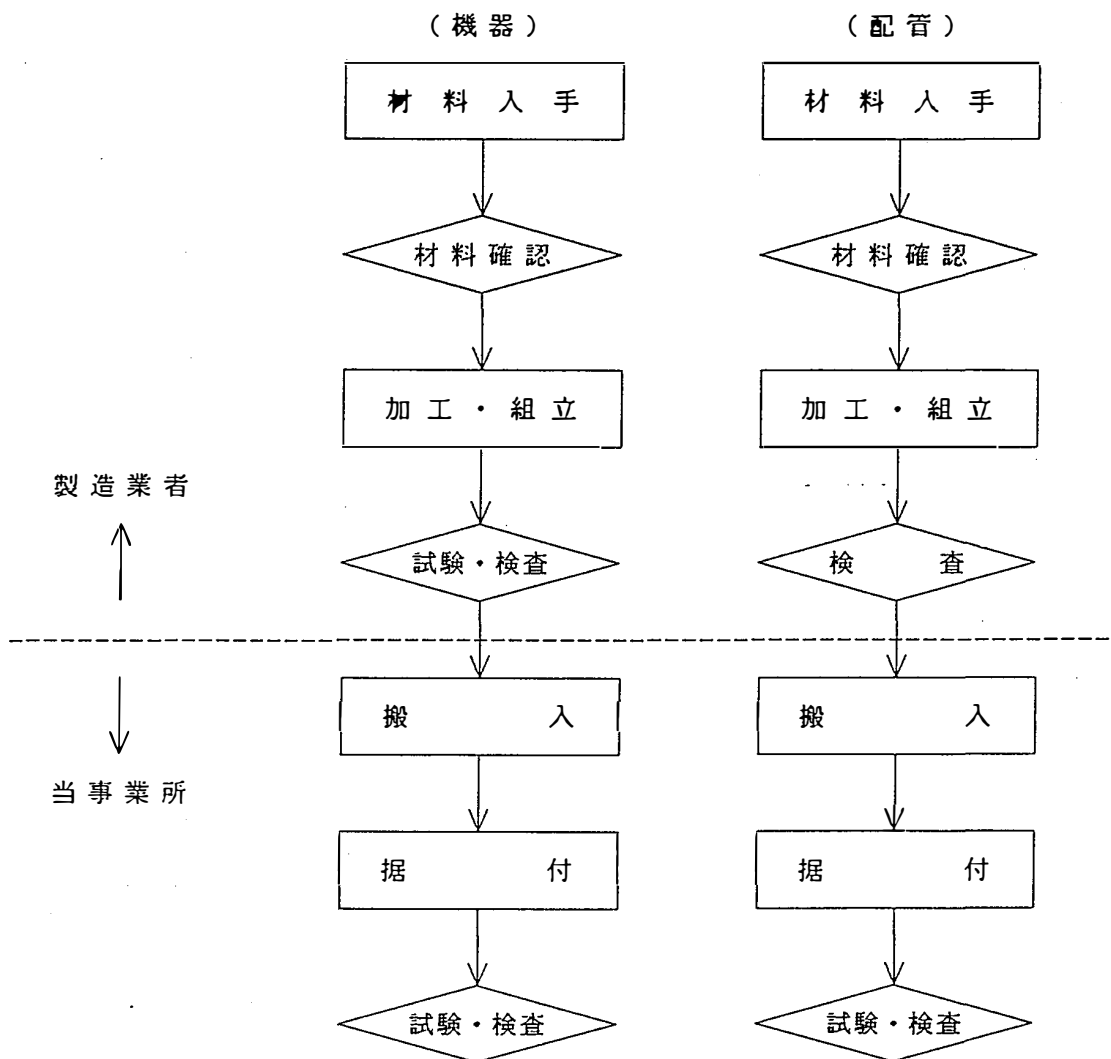 (機器) (配管)
材料入手 材料入手
材料確認 材料確認
加工・組立 加工・組立
製造業者
試験・検査 検査
搬入 搬入
当事業所
据付 据付
試験・検査 試験・検査